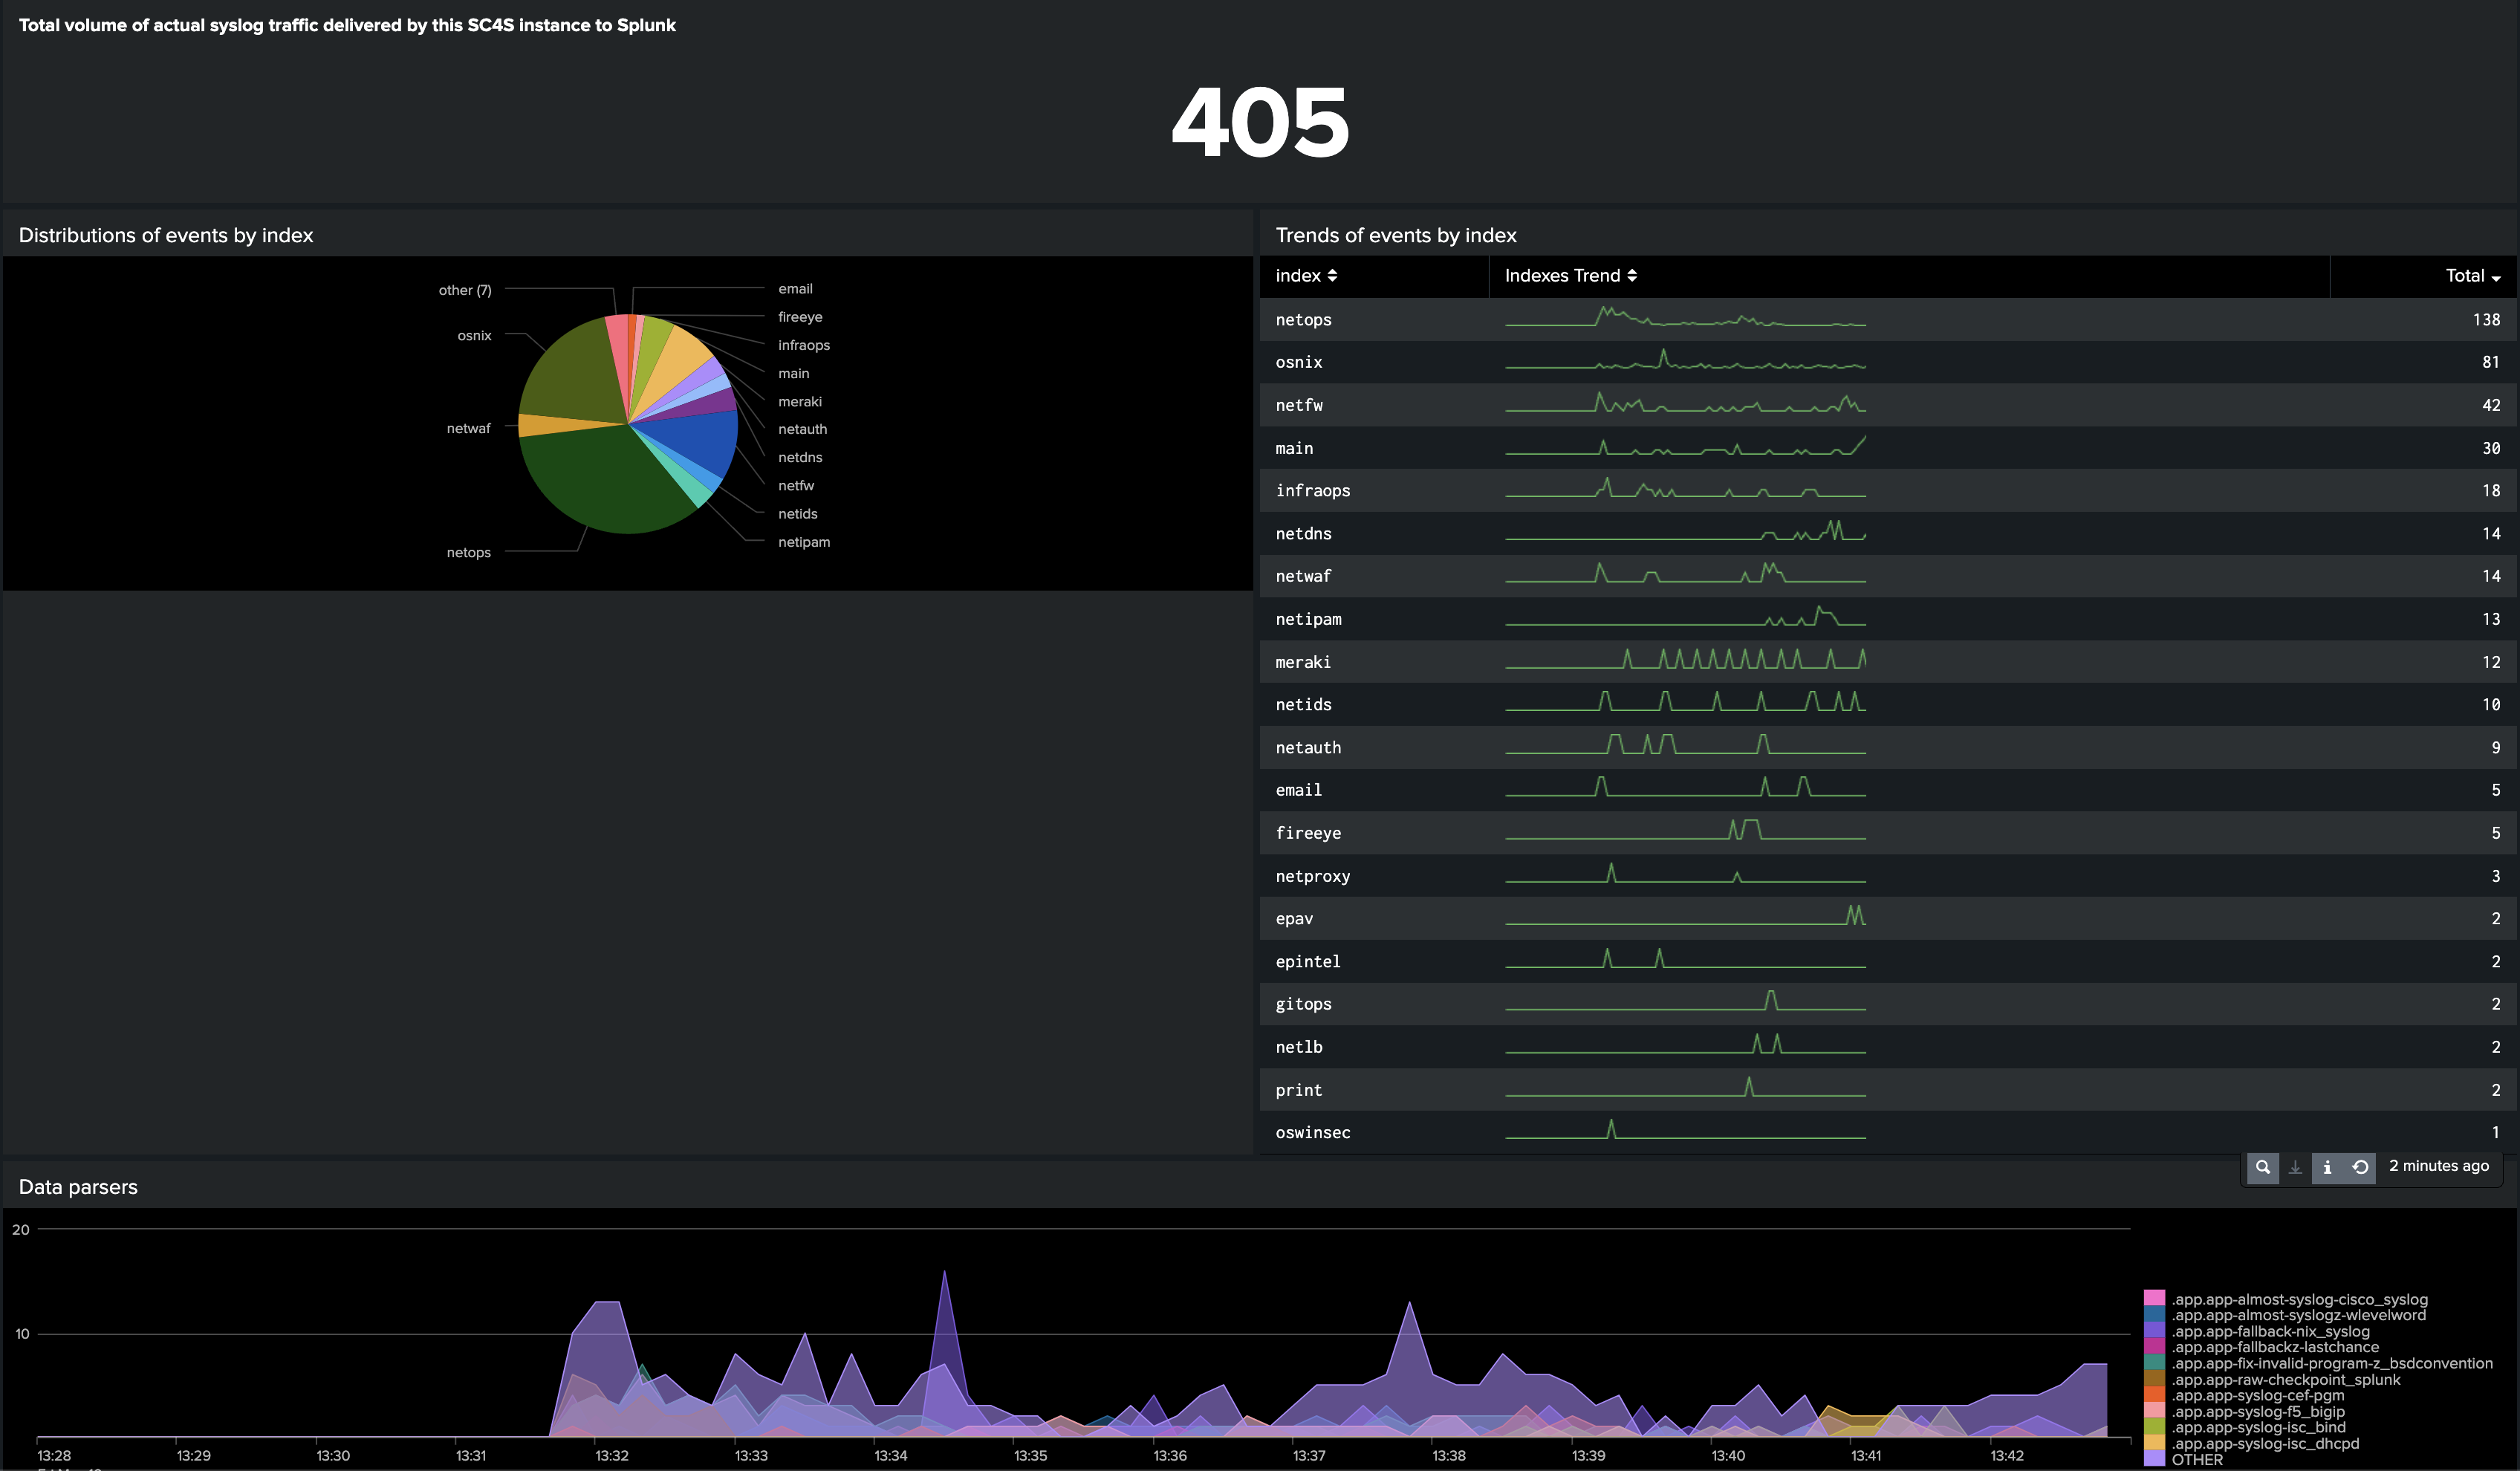 Total volume of actual syslog traffic delivered by this SC4S instance to Splunk
405
Distributions of events by index
other (7)
osnix
netwaf
netops
email
fireeye
infraops
main
meraki
netauth
netdns
netfw
netids
netipam
Trends of events by index
index Indexes Trend Total
netops 138
osnix 81
netfw 42
main 30
infraops 18
netdns 14
netwaf 14
netipam 13
meraki 12
netids 10
netauth 9
email 5
fireeye 5
netproxy 3
epav 2
epintel 2
gitops 2
netlb 2
print 2
oswinsec 1
2 minutes ago
Data parsers
20
10
13:28 13:29 13:30 13:31 13:32 13:33 13:34 13:35 13:36 13:37 13:38 13:39 13:40 13:41 13:42
.app.app-almost-syslog-cisco_syslog
.app.app-almost-syslogz-wlevelword
.app.app-fallback-nix_syslog
.app.app-fallbackz-lastchance
.app.app-fix-invalid-program-z_bsdconvention
.app.app-raw-checkpoint_splunk
.app.app-syslog-cef-pgm
.app.app-syslog-f5_bigip
.app.app-syslog-isc_bind
.app.app-syslog-isc_dhcpd
OTHER